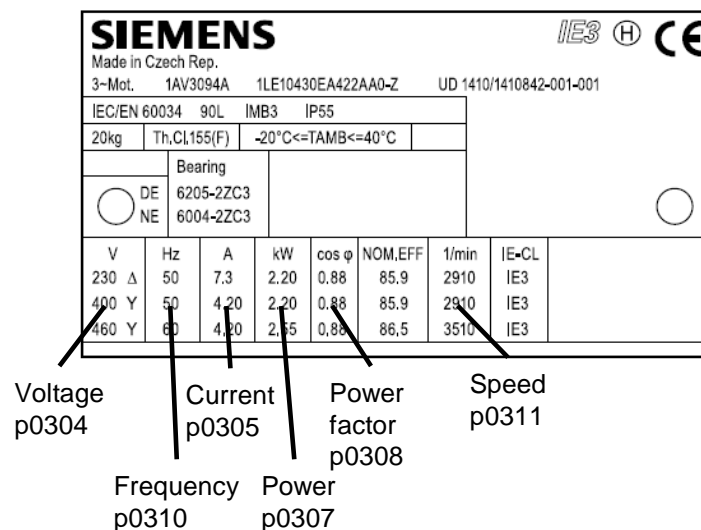 SIEMENS IE3 H CE
Made in Czech Rep.
3~Mot. 1AV3094A 1LE10430EA422AA0-Z UD 1410/1410842-001-001
IEC/EN 60034 90L IMB3 IP55
20kg Th,Cl,155(F) -20°C<=TAMB<=40°C
Bearing
DE 6205-2ZC3
NE 6004-2ZC3
V Hz A kW cos φ NOM,EFF 1/min IE-CL
230 Δ 50 7.3 2,20 0.88 85.9 2910 IE3
400 Y 50 4,20 2,20 0.88 85.9 2910 IE3
460 Y 60 4,20 2,55 0,88 86,5 3510 IE3
Voltage
p0304
Current
p0305
Power
factor
p0308
Speed
p0311
Frequency
p0310
Power
p0307